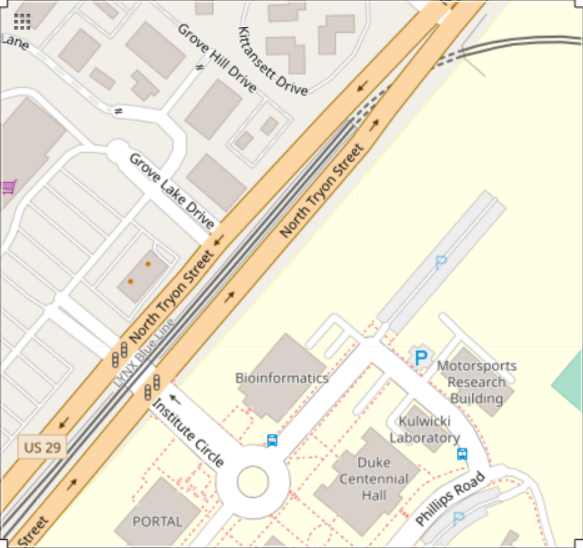 Lane
Grove Hill Drive
Kittansett Drive
Grove Lake Drive
North Tryon Street
North Tryon Street
LYNX Blue Line
US 29
Street
Institute Circle
Bioinformatics
P
P
Motorsports
Research
Building
Kulwicki
Laboratory
Duke
Centennial
Hall
Phillips Road
P
PORTAL